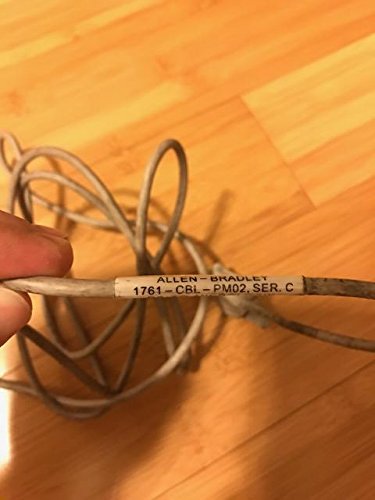 ALLEN-BRADLEY
1761-CBL-PM02, SER. C